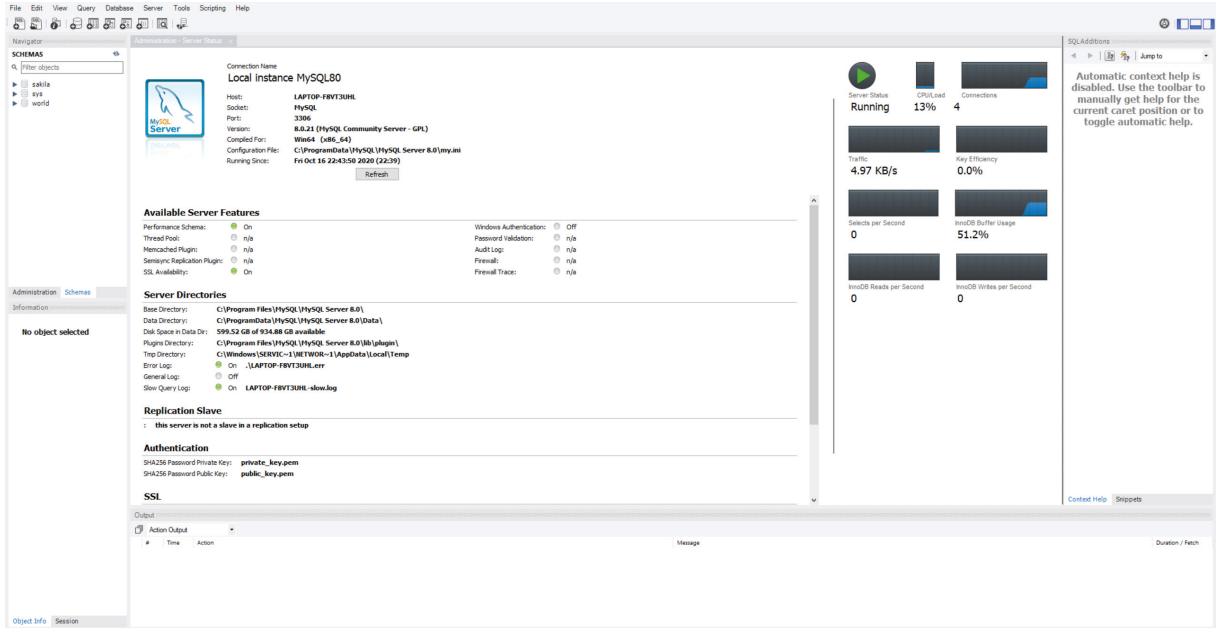 File Edit View Query Database Server Tools Scripting Help
Navigator
SCHEMAS
Filter objects
sakila
sys
world
Administration Schemas
Information
No object selected
Object Info Session
Administration - Server Status
Connection Name
Local instance MySQL80
MySQL
Server
Host: LAPTOP-F8VT3UHL
Socket: MySQL
Port: 3306
Version: 8.0.21 (MySQL Community Server - GPL)
Compiled For: Win64 (x86_64)
Configuration File: C:\ProgramData\MySQL\MySQL Server 8.0\my.ini
Running Since: Fri Oct 16 22:43:50 2020 (22:39)
Refresh
Available Server Features
Performance Schema: On
Thread Pool: n/a
Memcached Plugin: n/a
Semisync Replication Plugin: n/a
SSL Availability: On
Windows Authentication: Off
Password Validation: n/a
Audit Log: n/a
Firewall: n/a
Firewall Trace: n/a
Server Directories
Base Directory: C:\Program Files\MySQL\MySQL Server 8.0\
Data Directory: C:\ProgramData\MySQL\MySQL Server 8.0\Data\
Disk Space in Data Dir: 599.52 GB of 934.88 GB available
Plugins Directory: C:\Program Files\MySQL\MySQL Server 8.0\lib\plugin\
Tmp Directory: C:\Windows\SERVIC~1\NETWOR~1\AppData\Local\Temp
Error Log: On .\LAPTOP-F8VT3UHL.err
General Log: Off
Slow Query Log: On LAPTOP-F8VT3UHL-slow.log
Replication Slave
: this server is not a slave in a replication setup
Authentication
SHA256 Password Private Key: private_key.pem
SHA256 Password Public Key: public_key.pem
SSL
Server Status CPU/Load Connections
Running 13% 4
Traffic Key Efficiency
4.97 KB/s 0.0%
Selects per Second InnoDB Buffer Usage
0 51.2%
InnoDB Reads per Second InnoDB Writes per Second
0 0
SQLAdditions
Jump to
Automatic context help is
disabled. Use the toolbar to
manually get help for the
current caret position or to
toggle automatic help.
Context Help Snippets
Output
Action Output
# Time Action Message Duration / Fetch